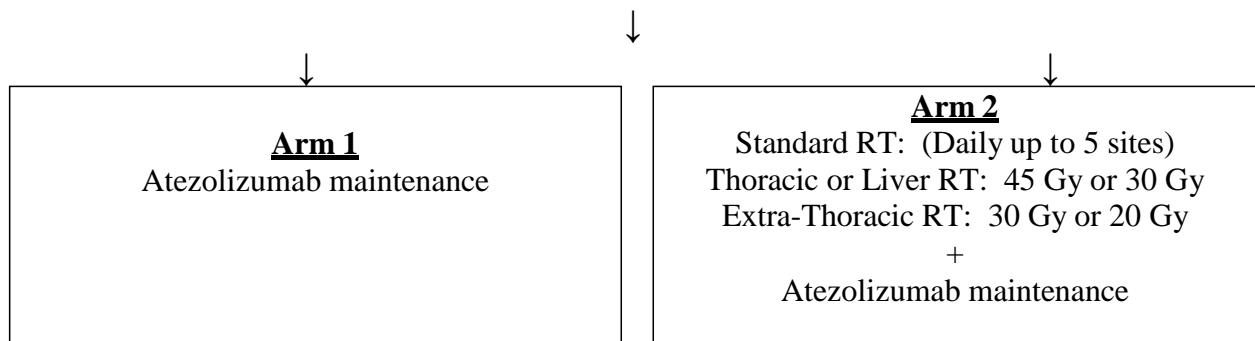 ↓
↓ ↓
Arm 1
Atezolizumab maintenance
Arm 2
Standard RT: (Daily up to 5 sites)
Thoracic or Liver RT: 45 Gy or 30 Gy
Extra-Thoracic RT: 30 Gy or 20 Gy
+
Atezolizumab maintenance